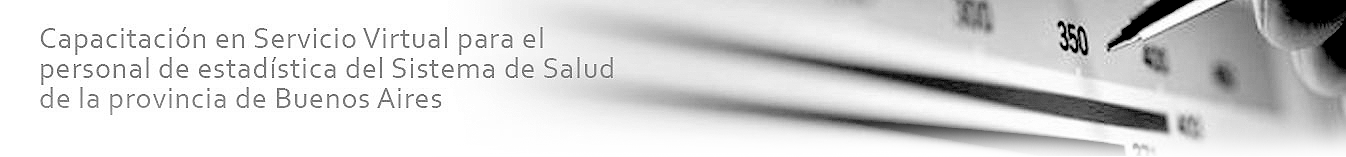 Capacitación en Servicio Virtual para el
personal de estadística del Sistema de Salud
de la provincia de Buenos Aires
350